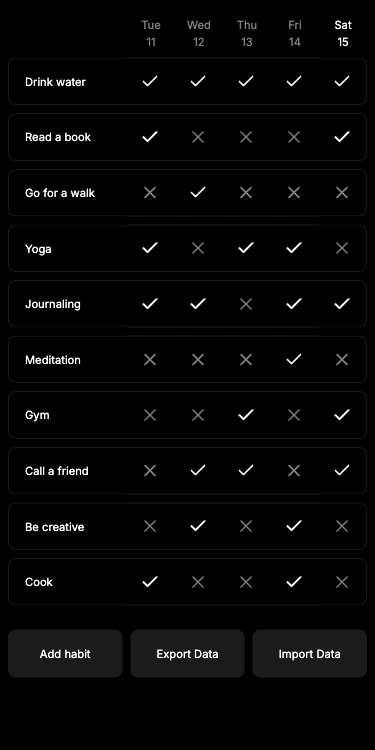 Tue Wed Thu Fri Sat
11 12 13 14 15
Drink water
Read a book
Go for a walk
Yoga
Journaling
Meditation
Gym
Call a friend
Be creative
Cook
Add habit Export Data Import Data